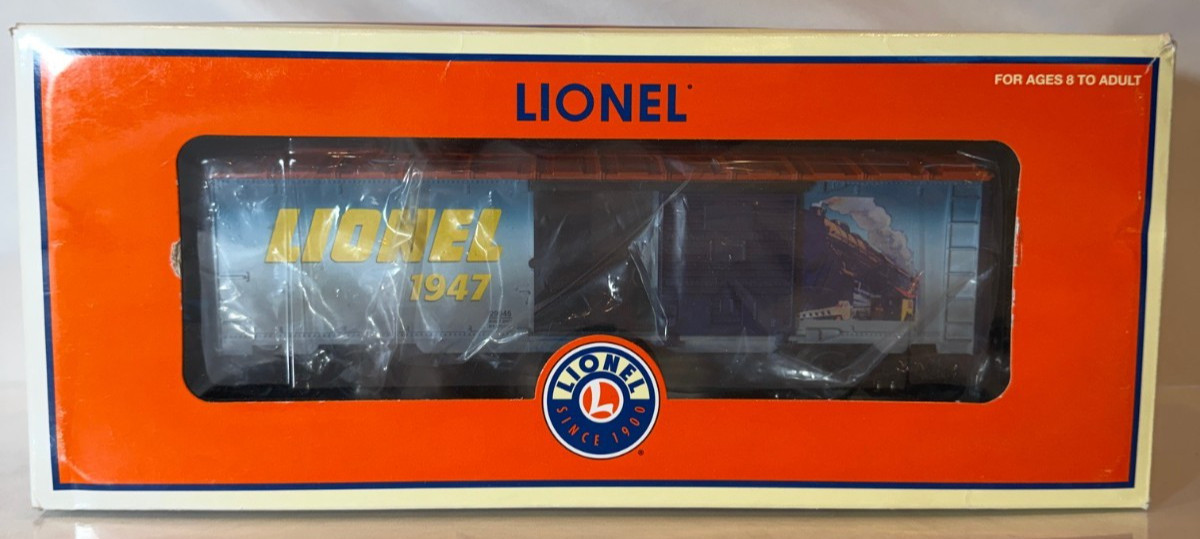 LIONEL
FOR AGES 8 TO ADULT
LIONEL
1947
LIONEL
L
SINCE 1900